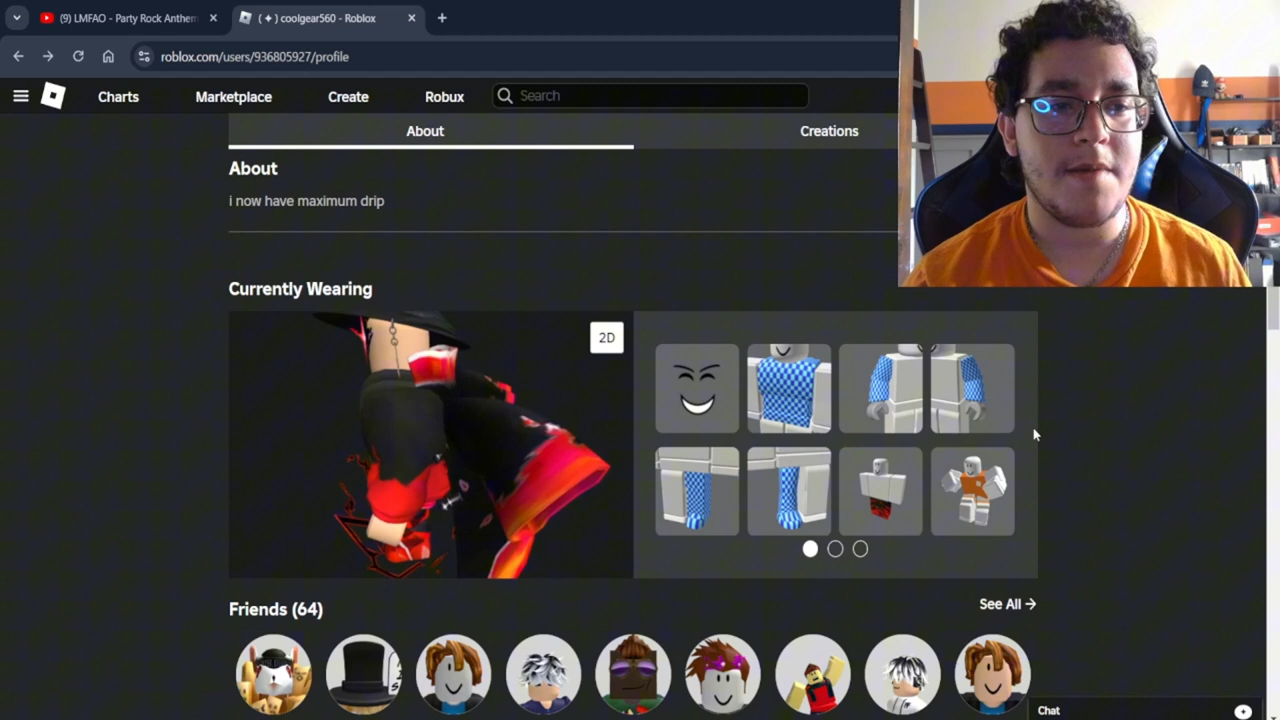 (9) LMFAO - Party Rock Anthem
( ✦ ) coolgear560 - Roblox
roblox.com/users/936805927/profile
Charts
Marketplace
Create
Robux
Search
About
Creations
About
i now have maximum drip
Currently Wearing
2D
Friends (64)
See All →
Chat